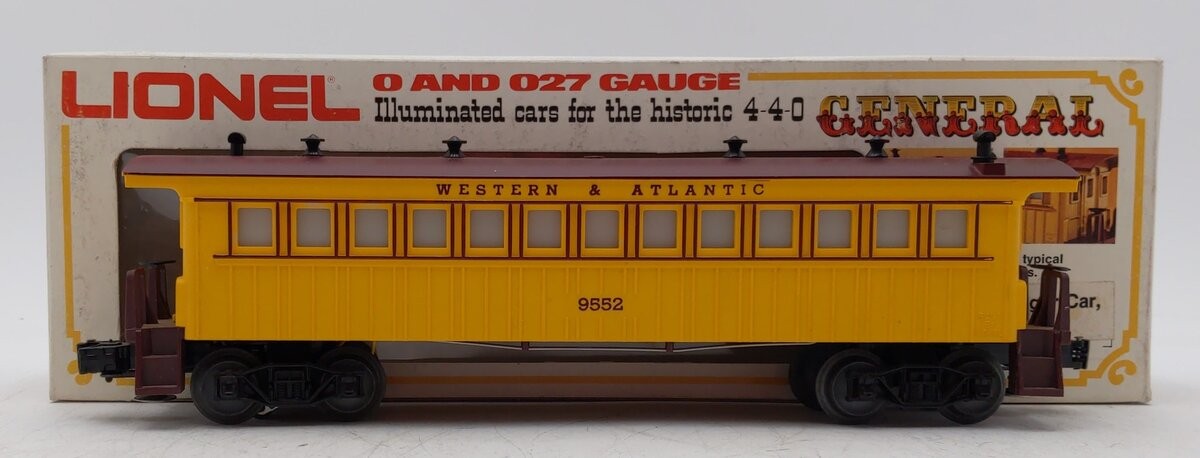 LIONEL
O AND O27 GAUGE
Illuminated cars for the historic 4-4-0
GENERAL
WESTERN & ATLANTIC
9552
typical
Car,